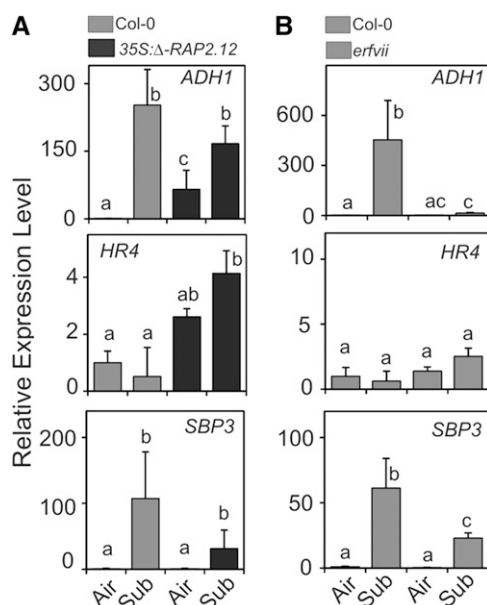 A
Col-0
35S:Δ-RAP2.12
B
Col-0
erfvii
Relative Expression Level
ADH1
300
150
0
a
b
c
b
ADH1
600
300
0
a
b
ac
c
HR4
4
2
0
a
a
ab
b
HR4
10
5
0
a
a
a
a
SBP3
200
100
0
a
b
a
b
SBP3
100
50
0
a
b
a
c
Air
Sub
Air
Sub
Air
Sub
Air
Sub